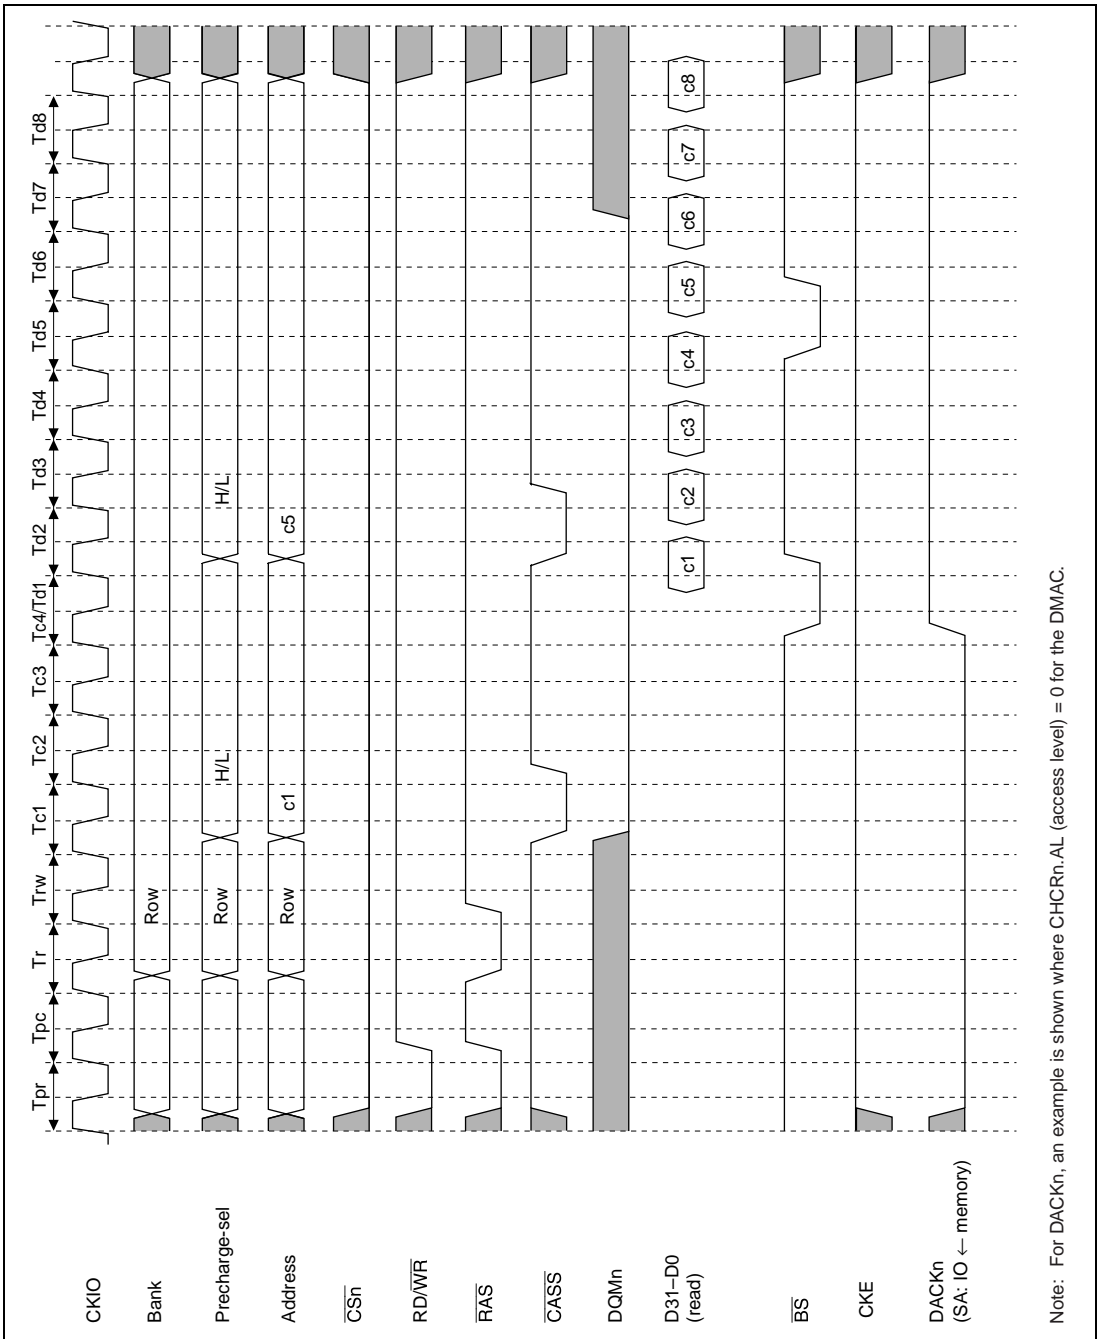 Tpr Tpc Tr Trw Tc1 Tc2 Tc3 Tc4/Td1 Td2 Td3 Td4 Td5 Td6 Td7 Td8
CKIO
Bank Row
Precharge-sel Row H/L H/L
Address Row c1 c5
CSn
RD/WR
RAS
CASS
DQMn
D31–D0 c1 c2 c3 c4 c5 c6 c7 c8
(read)
BS
CKE
DACKn
(SA: IO ← memory)
Note: For DACKn, an example is shown where CHCRn.AL (access level) = 0 for the DMAC.